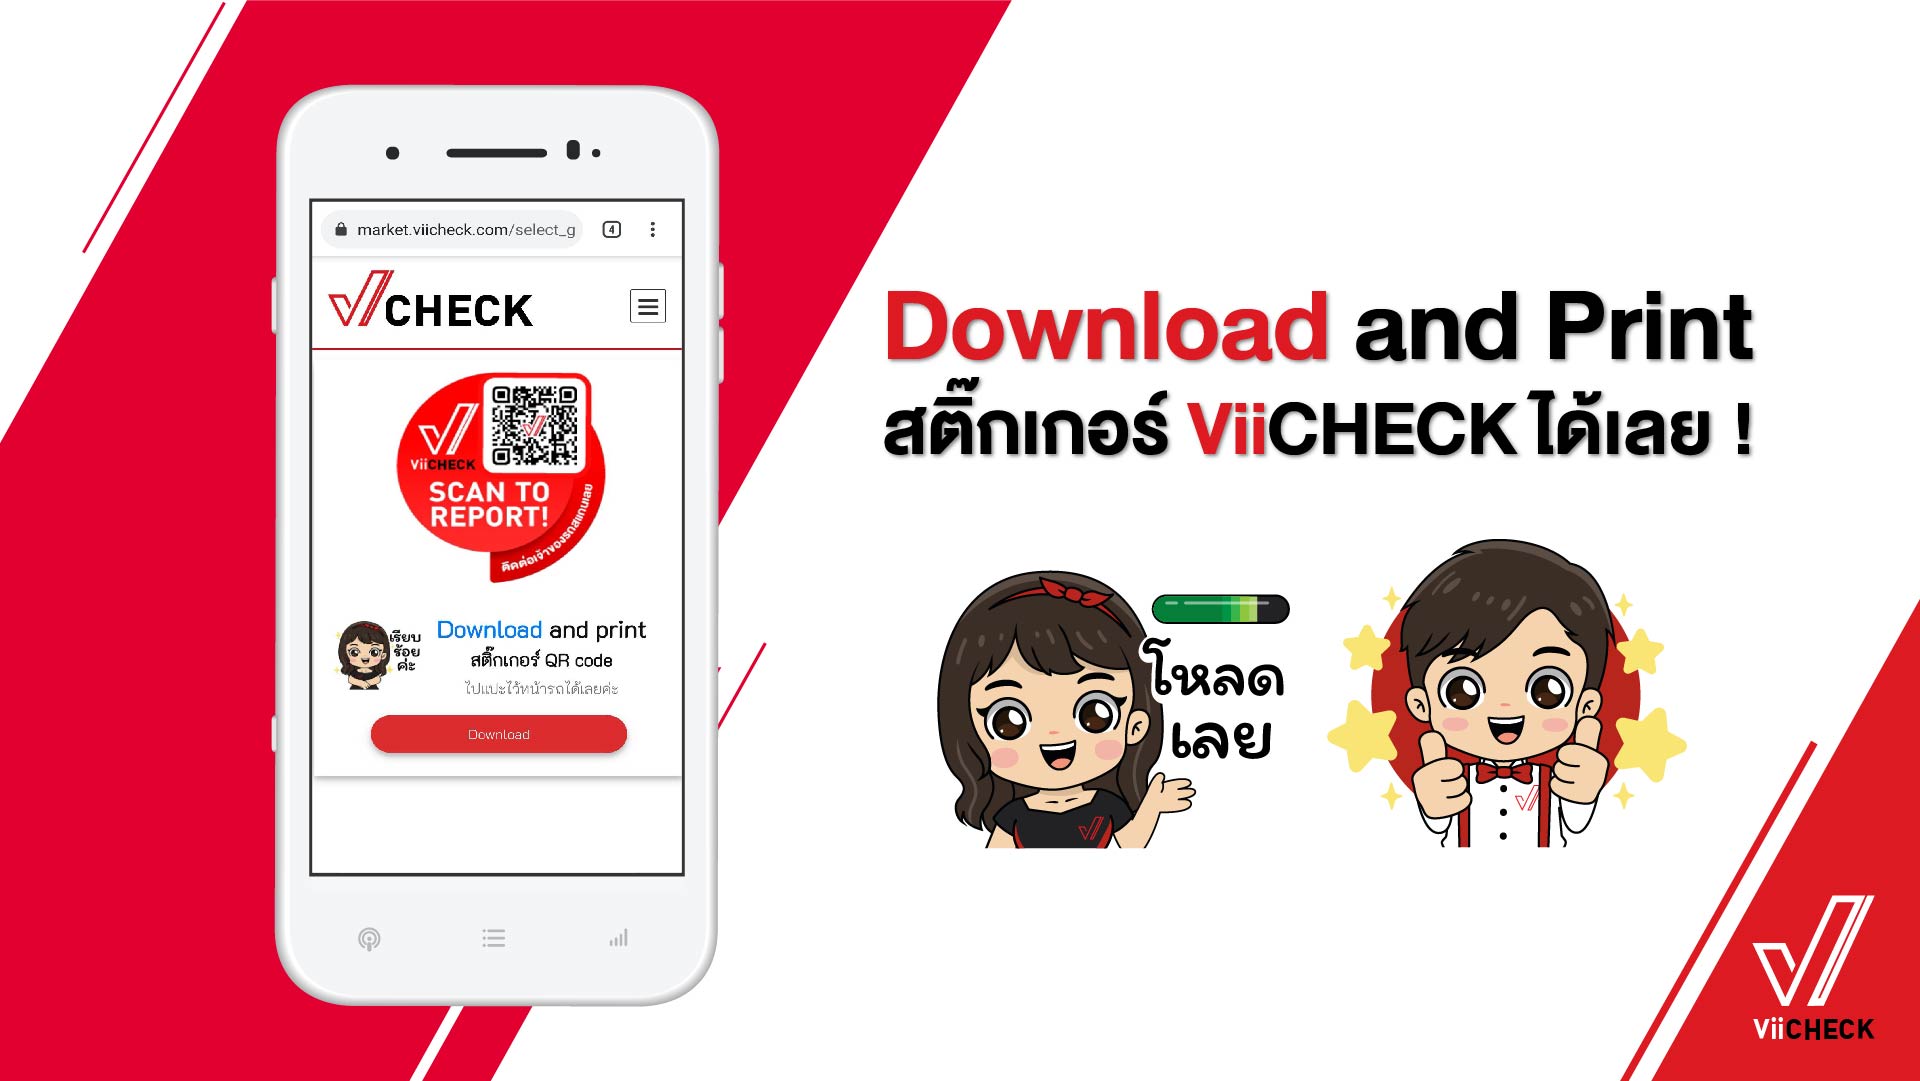 market.viicheck.com/select_g
4
ViiCHECK
ViiCHECK
SCAN TO
REPORT!
ติดต่อเจ้าของรถสแกนเลย
เรียบ
ร้อย
ค่ะ
Download and print
สติ๊กเกอร์ QR code
ไปแปะไว้หน้ารถได้เลยค่ะ
Download
Download and Print
สติ๊กเกอร์ ViiCHECK ได้เลย !
โหลด
เลย
ViiCHECK